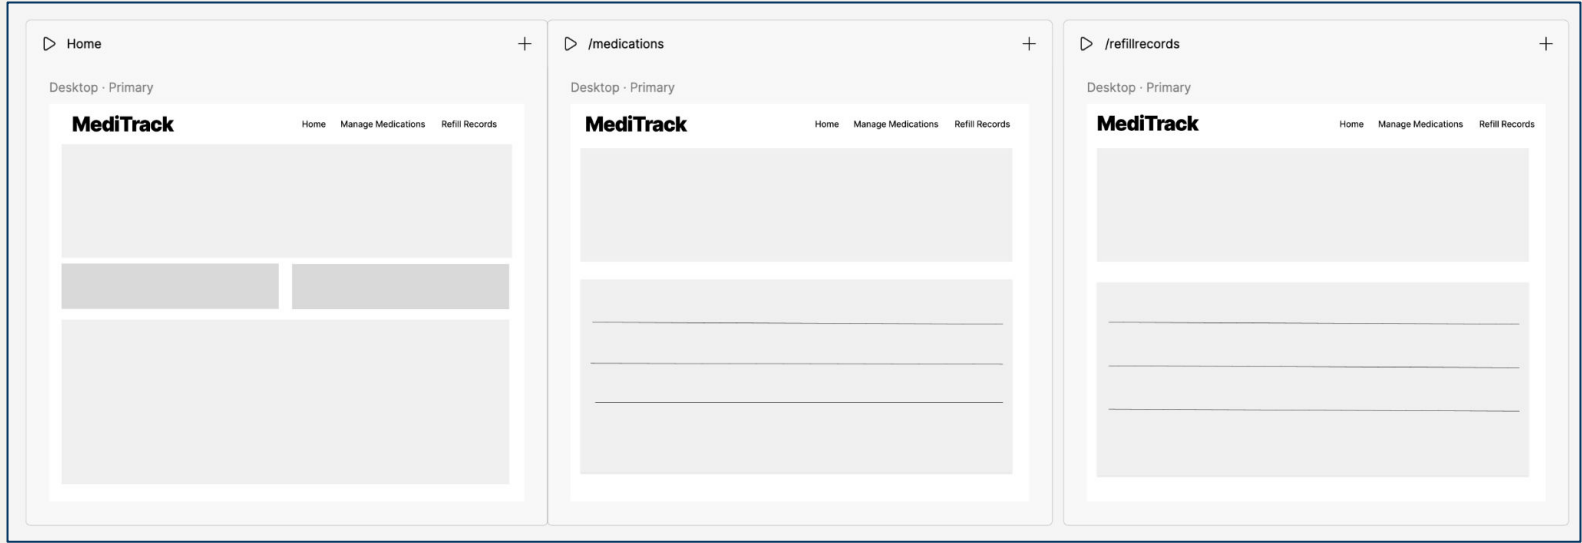 Home
Desktop · Primary
MediTrack
Home Manage Medications Refill Records
/medications
Desktop · Primary
MediTrack
Home Manage Medications Refill Records
/refillrecords
Desktop · Primary
MediTrack
Home Manage Medications Refill Records